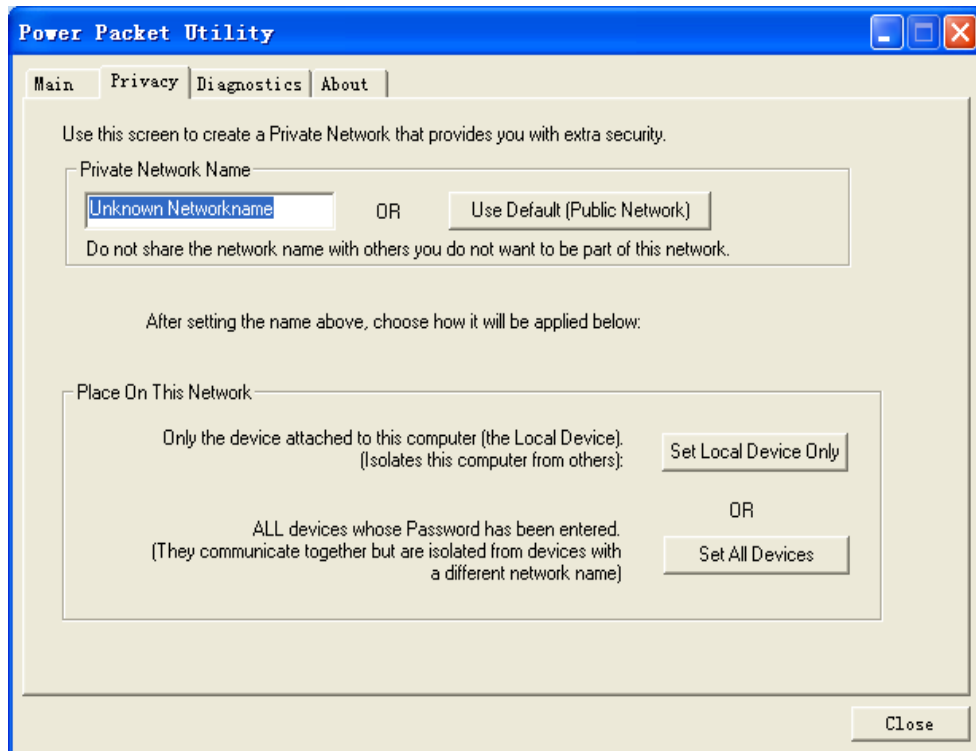 Power Packet Utility
Main
Privacy
Diagnostics
About
Use this screen to create a Private Network that provides you with extra security.
Private Network Name
Unknown Networkname
OR
Use Default (Public Network)
Do not share the network name with others you do not want to be part of this network.
After setting the name above, choose how it will be applied below:
Place On This Network
Only the device attached to this computer (the Local Device).
(Isolates this computer from others):
Set Local Device Only
OR
ALL devices whose Password has been entered.
(They communicate together but are isolated from devices with
a different network name)
Set All Devices
Close